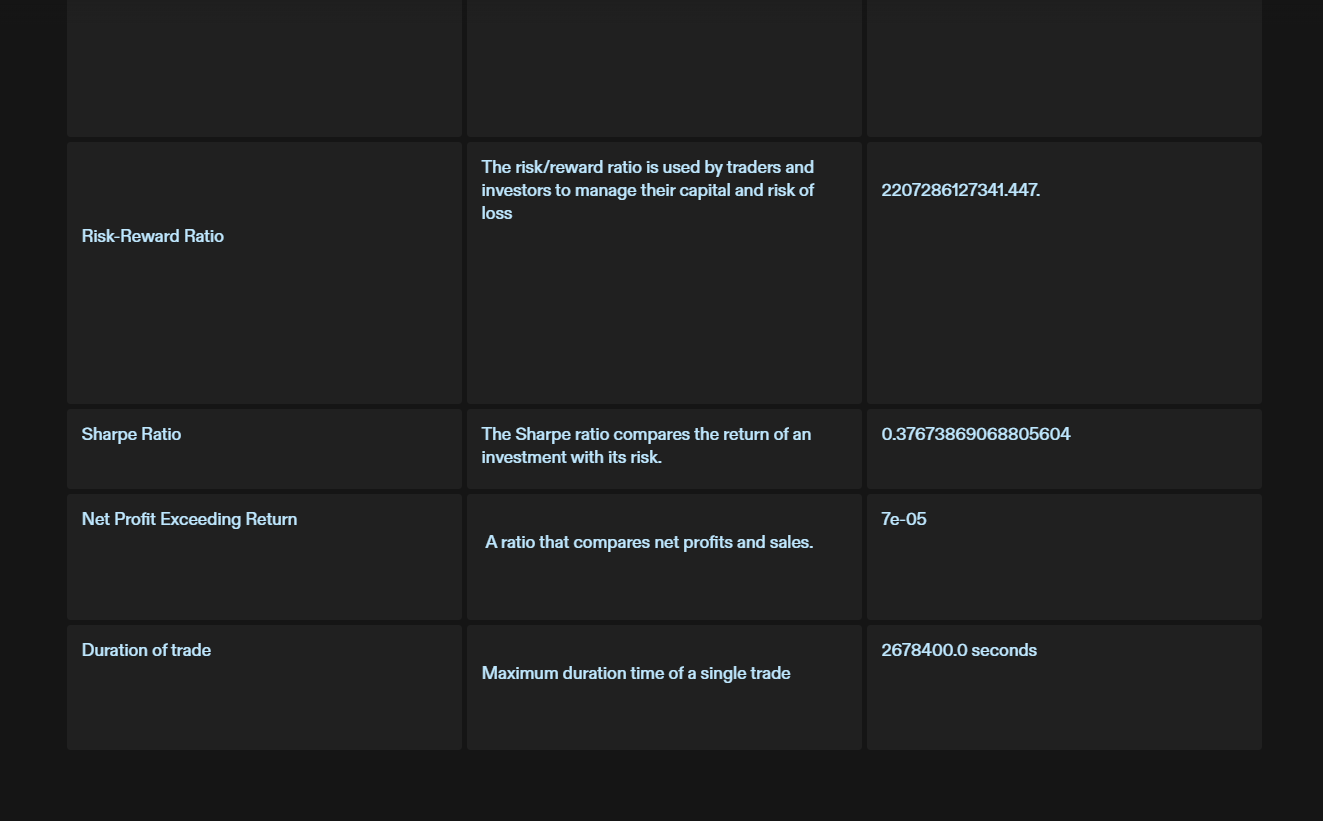 Risk-Reward Ratio
The risk/reward ratio is used by traders and
investors to manage their capital and risk of
loss
2207286127341.447.
Sharpe Ratio
The Sharpe ratio compares the return of an
investment with its risk.
0.37673869068805604
Net Profit Exceeding Return
A ratio that compares net profits and sales.
7e-05
Duration of trade
Maximum duration time of a single trade
2678400.0 seconds